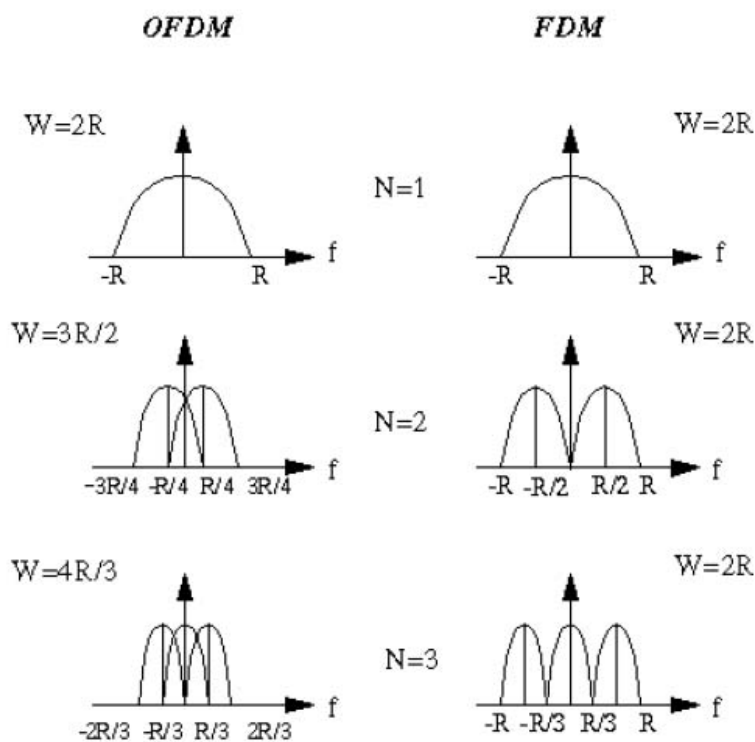 OFDM FDM
W=2R W=2R
N=1
f f
-R R -R R
W=3R/2 W=2R
N=2
f f
-3R/4 -R/4 R/4 3R/4 -R -R/2 R/2 R
W=4R/3 W=2R
N=3
f f
-2R/3 -R/3 R/3 2R/3 -R -R/3 R/3 R